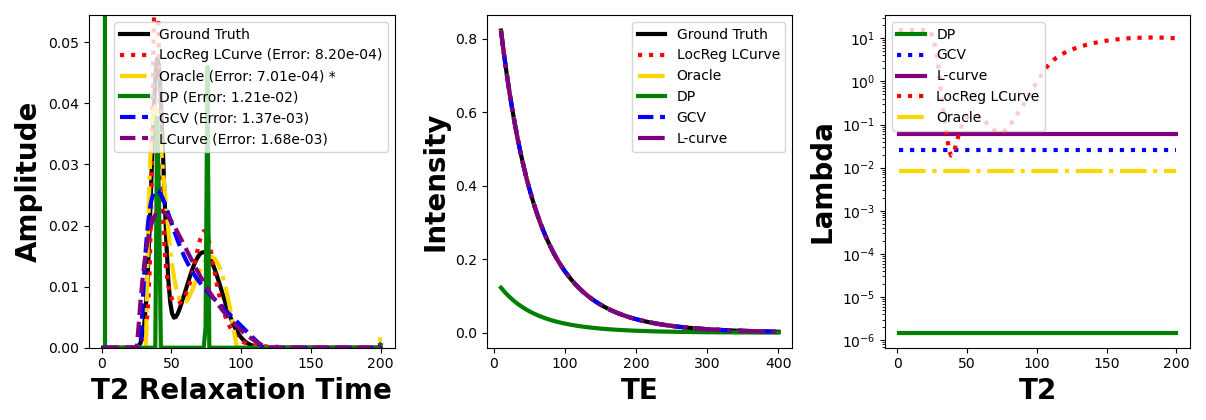 0.05
0.04
0.03
0.02
0.01
0.00
Amplitude
0
50
100
150
200
T2 Relaxation Time
Ground Truth
LocReg LCurve (Error: 8.20e-04)
Oracle (Error: 7.01e-04) *
DP (Error: 1.21e-02)
GCV (Error: 1.37e-03)
LCurve (Error: 1.68e-03)
0.8
0.6
0.4
0.2
0.0
Intensity
0
100
200
300
400
TE
Ground Truth
LocReg LCurve
Oracle
DP
GCV
L-curve
10^1
10^0
10^-1
10^-2
10^-3
10^-4
10^-5
10^-6
Lambda
0
50
100
150
200
T2
DP
GCV
L-curve
LocReg LCurve
Oracle